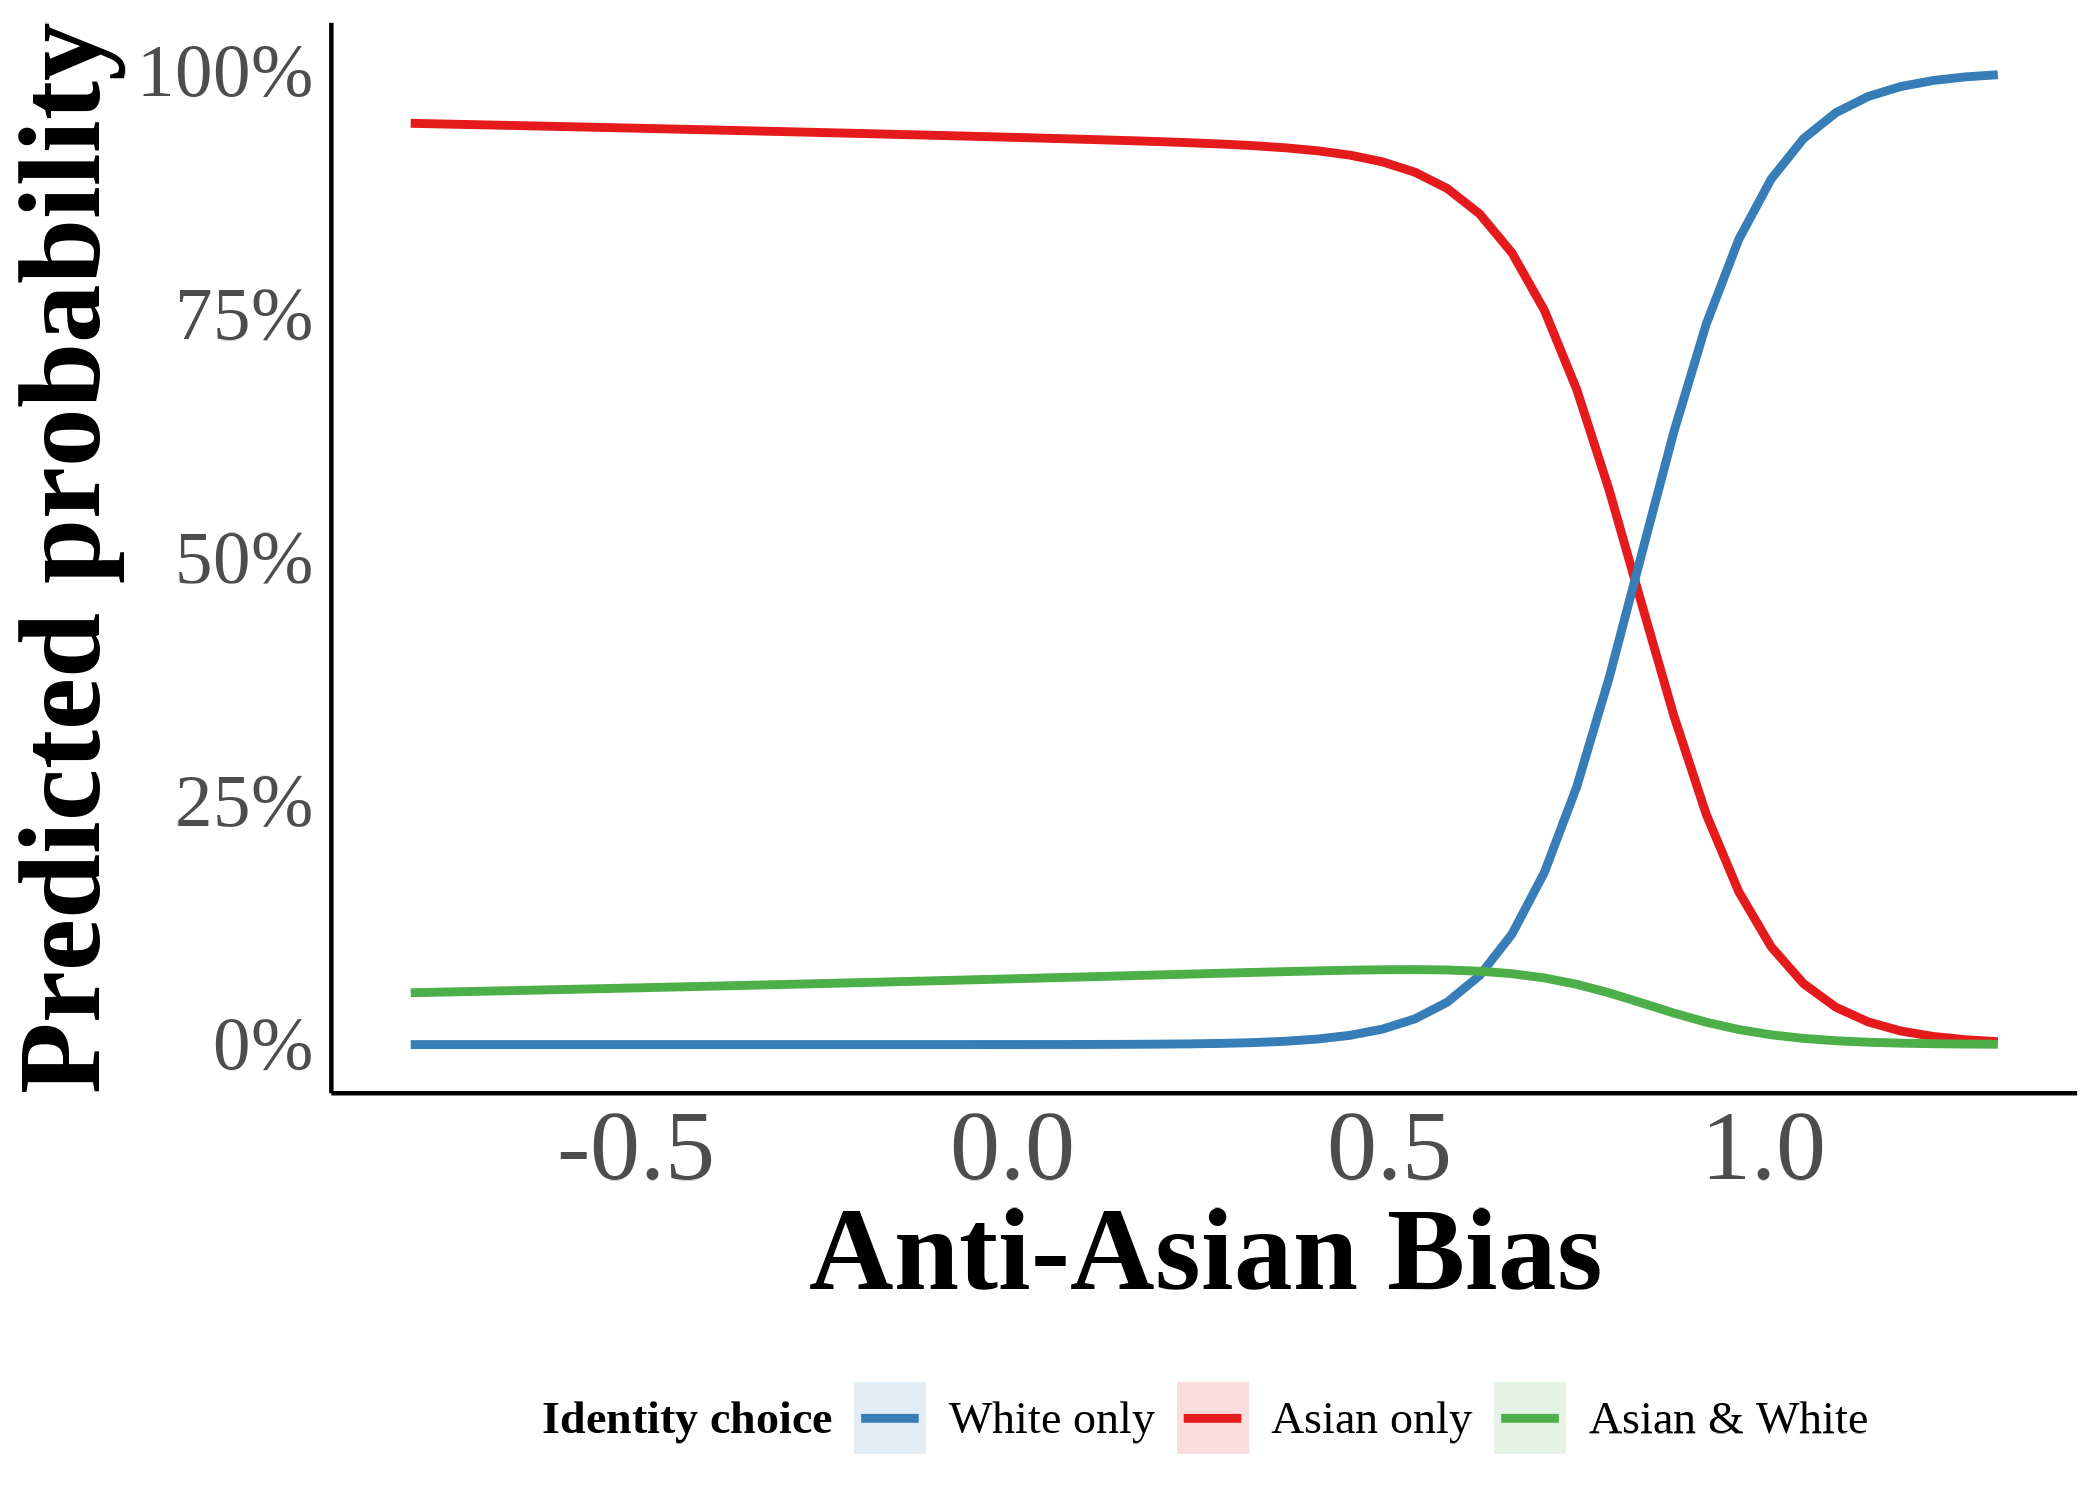 Predicted probability
100%
75%
50%
25%
0%
-0.5 0.0 0.5 1.0
Anti-Asian Bias
Identity choice White only Asian only Asian & White